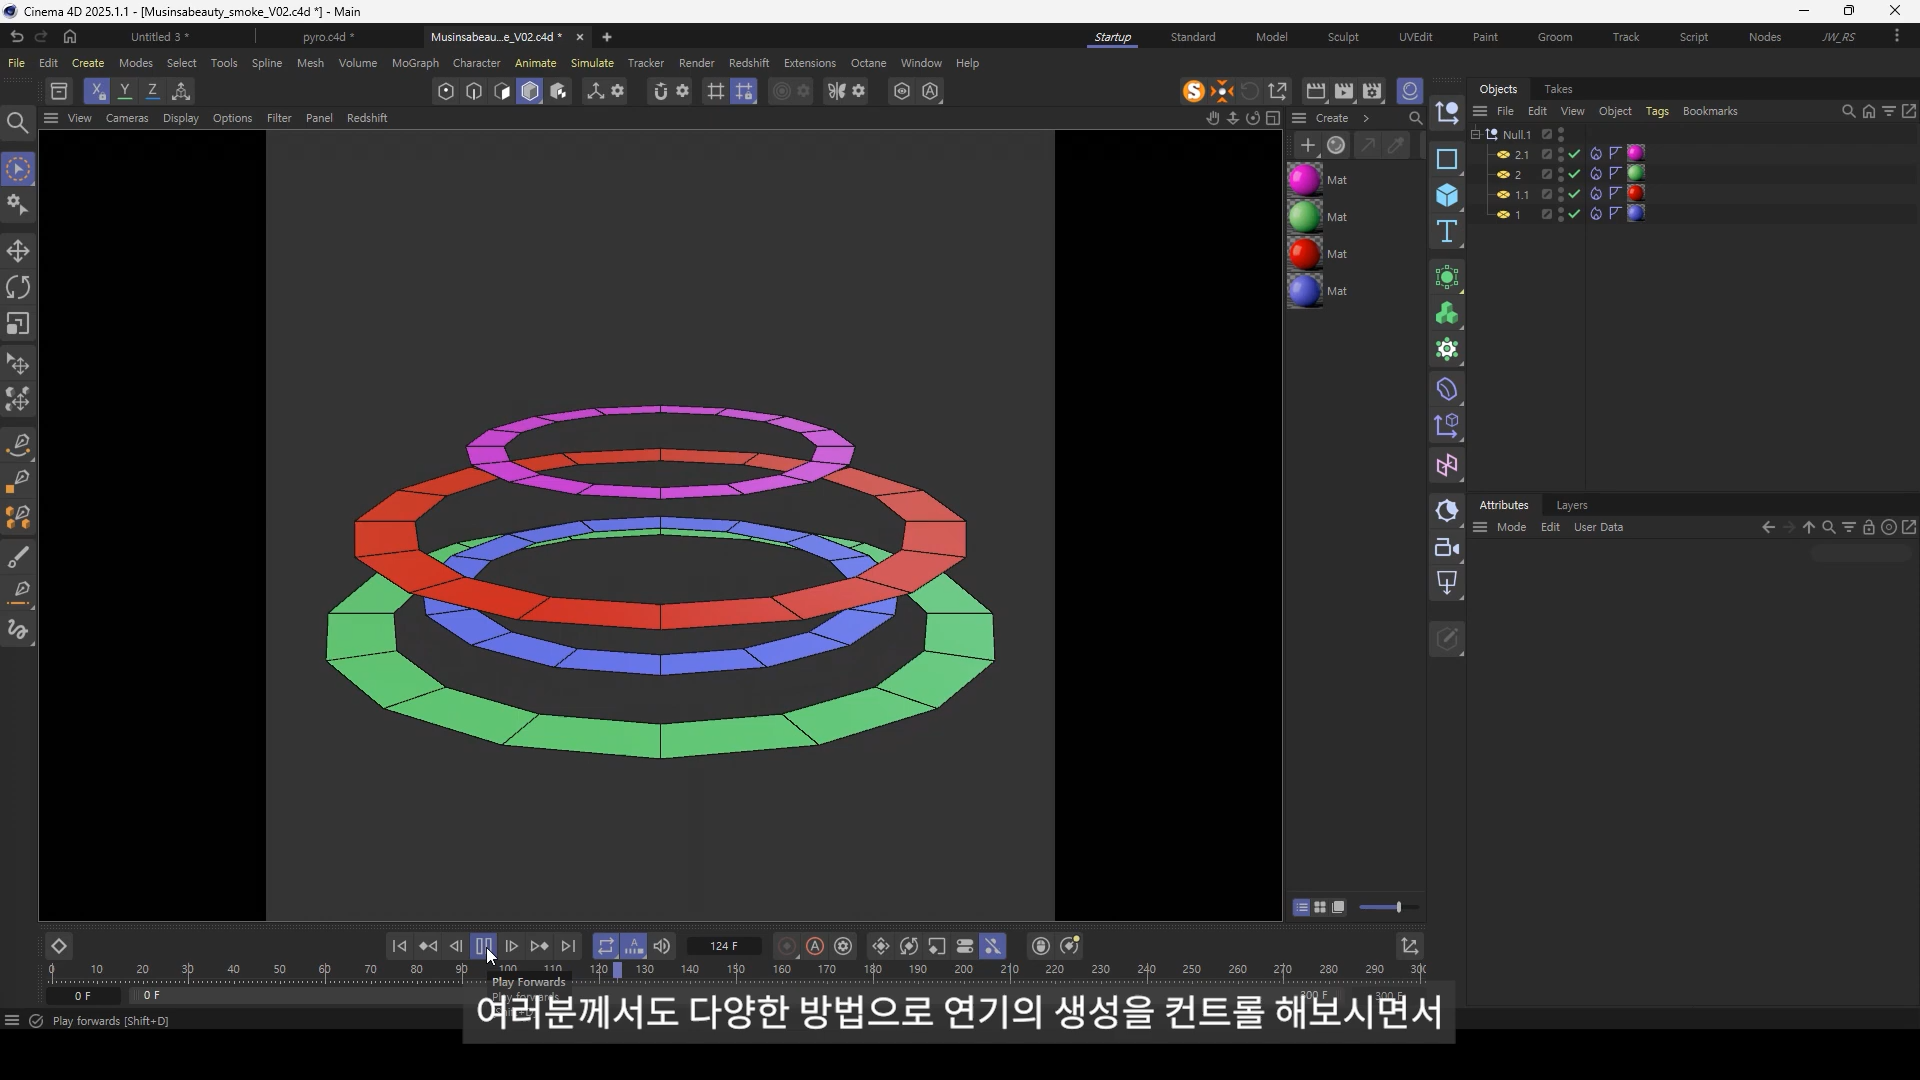 Cinema 4D 2025.1.1 - [Musinsabeauty_smoke_V02.c4d *] - Main
Untitled 3 *
pyro.c4d *
Musinsabeau...e_V02.c4d *
Startup
Standard
Model
Sculpt
UVEdit
Paint
Groom
Track
Script
Nodes
JW_RS
File Edit Create Modes Select Tools Spline Mesh Volume MoGraph Character Animate Simulate Tracker Render Redshift Extensions Octane Window Help
X Y Z
Objects Takes
View Cameras Display Options Filter Panel Redshift
Create
File Edit View Object Tags Bookmarks
Null.1
2.1
2
1.1
1
Mat
Mat
Mat
Mat
Attributes Layers
Mode Edit User Data
124 F
0 10 20 30 40 50 60 70 80 90 100 110 120 130 140 150 160 170 180 190 200 210 220 230 240 250 260 270 280 290 30
Play Forwards
Play forwards
0 F
0 F
300 F
300 F
Play forwards [Shift+D]
여러분께서도 다양한 방법으로 연기의 생성을 컨트롤 해보시면서